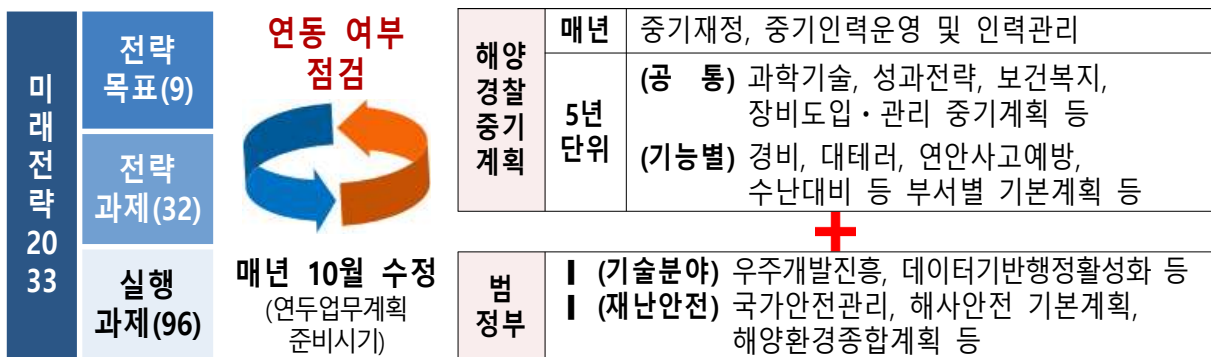 미
래
전
략
20
33
전략
목표(9)
전략
과제(32)
실행
과제(96)
연동 여부
점검
매년 10월 수정
(연두업무계획
준비시기)
해양
경찰
중기
계획
매년
중기재정, 중기인력운영 및 인력관리
5년
단위
(공 통) 과학기술, 성과전략, 보건복지,
장비도입・관리 중기계획 등
(기능별) 경비, 대테러, 연안사고예방,
수난대비 등 부서별 기본계획 등
+
범
정부
❙ (기술분야) 우주개발진흥, 데이터기반행정활성화 등
❙ (재난안전) 국가안전관리, 해사안전 기본계획,
해양환경종합계획 등